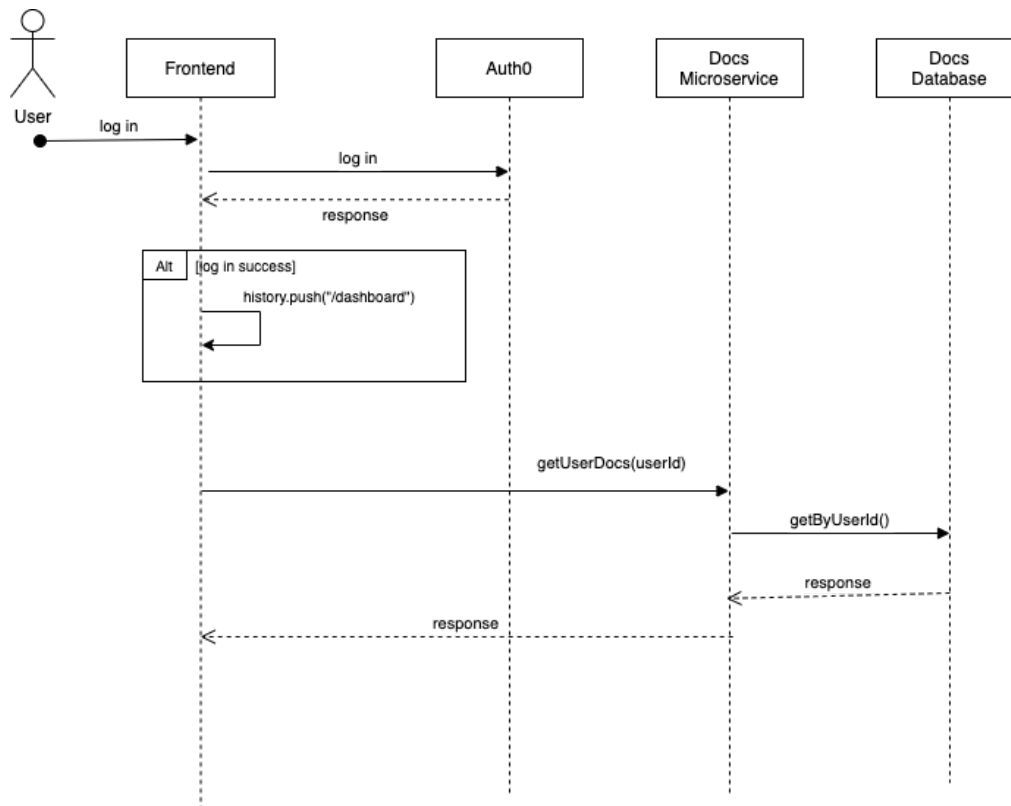 Frontend
Auth0
Docs
Microservice
Docs
Database
User
log in
log in
response
Alt
[log in success]
history.push("/dashboard")
getUserDocs(userId)
getByUserId()
response
response